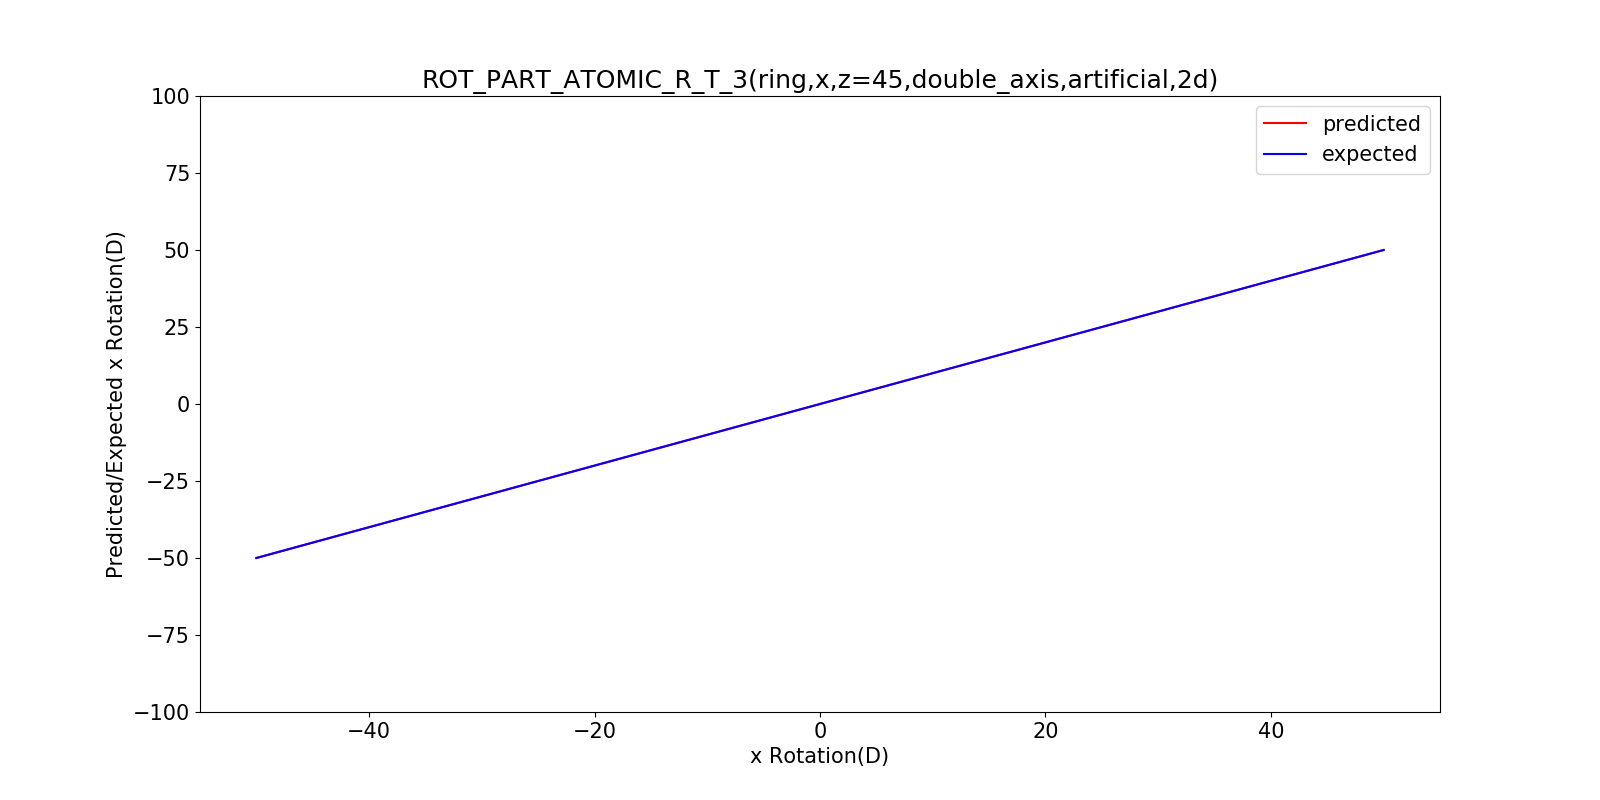 ROT_PART_ATOMIC_R_T_3(ring,x,z=45,double_axis,artificial,2d)
predicted
expected
100
75
50
25
0
−25
−50
−75
−100
Predicted/Expected x Rotation(D)
−40 −20 0 20 40
x Rotation(D)